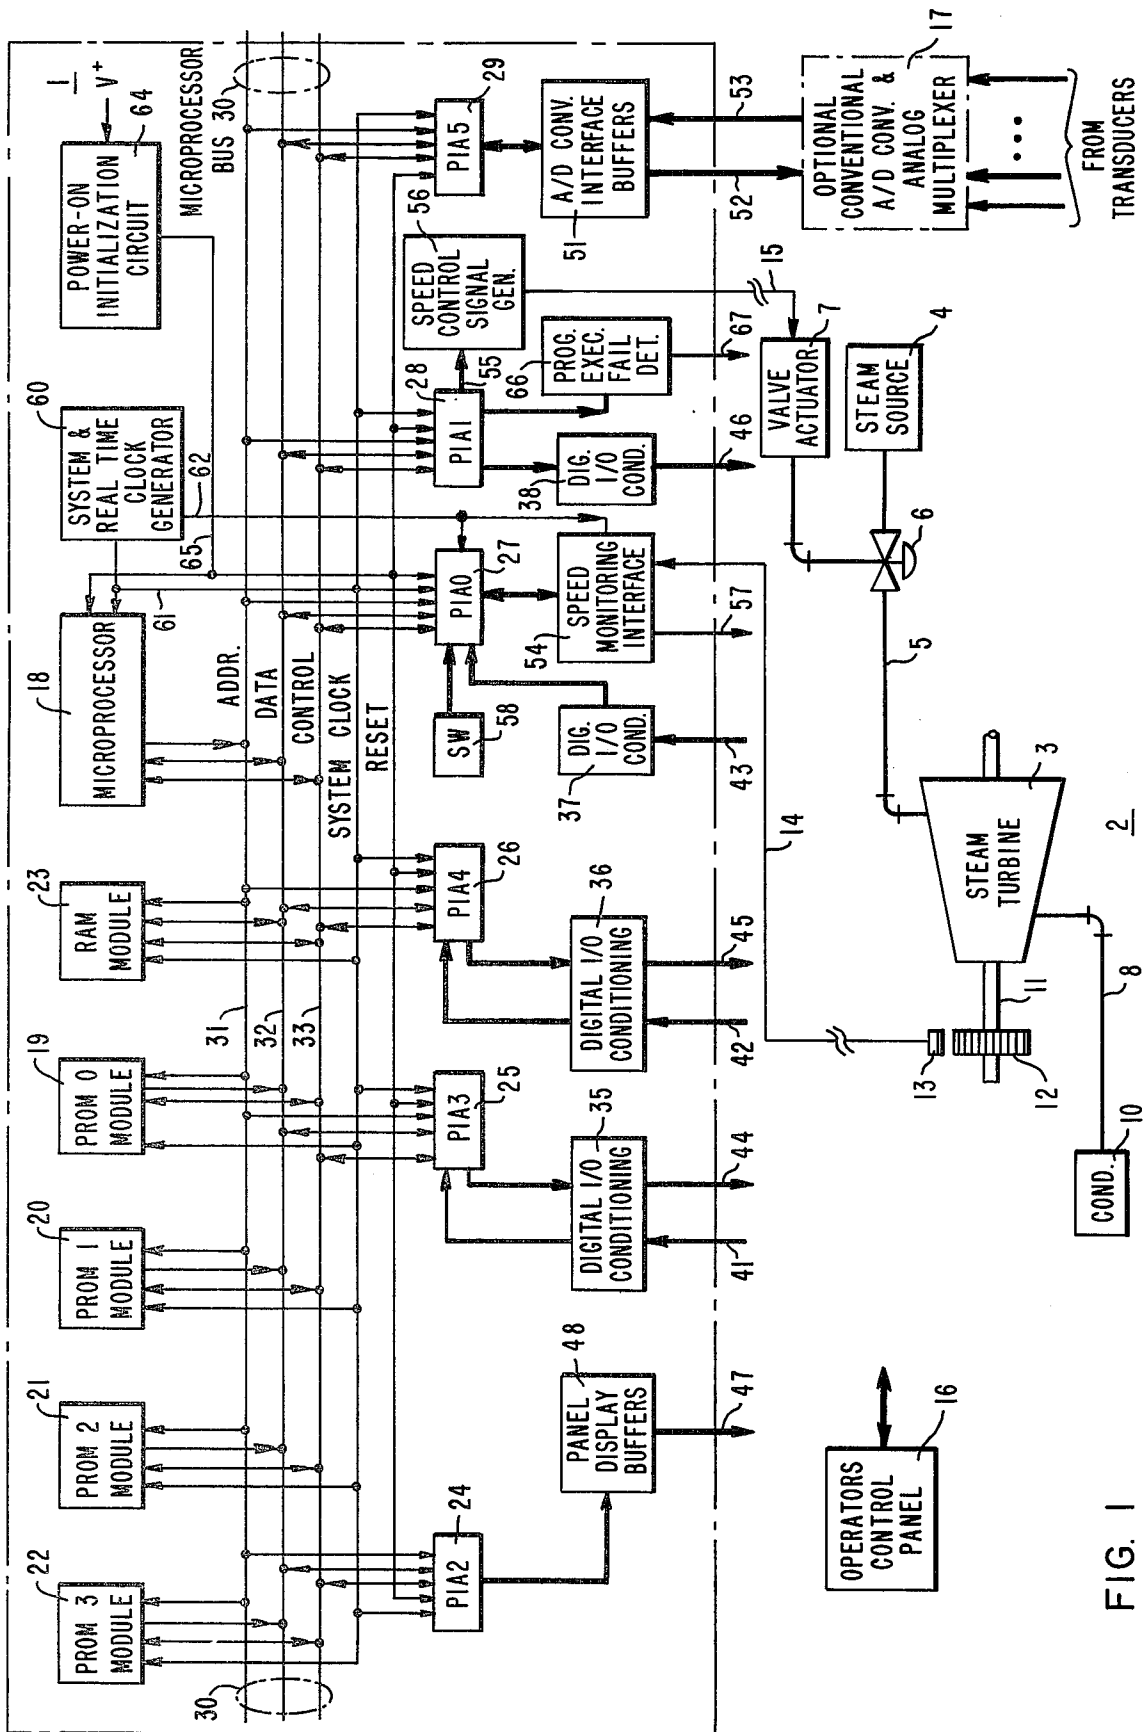 PROM 3
MODULE
22
PROM 2
MODULE
21
PROM 1
MODULE
20
PROM 0
MODULE
19
RAM
MODULE
23
MICROPROCESSOR
18
SYSTEM &
REAL TIME
CLOCK
GENERATOR
60
POWER-ON
INITIALIZATION
CIRCUIT
64
1
V+
61
65
62
MICROPROCESSOR
BUS
30
30
31
32
33
ADDR.
DATA
CONTROL
SYSTEM CLOCK
RESET
PIA2
24
PIA3
25
PIA4
26
PIA0
27
PIA1
28
PIA5
29
SW
58
55
SPEED
CONTROL
SIGNAL
GEN.
56
PANEL
DISPLAY
BUFFERS
48
DIGITAL I/O
CONDITIONING
35
DIGITAL I/O
CONDITIONING
36
DIG.
I/O
COND.
37
SPEED
MONITORING
INTERFACE
54
DIG.
I/O
COND.
38
PROG.
EXEC.
FAIL
DET.
66
A/D CONV.
INTERFACE
BUFFERS
51
47
41
44
42
45
43
57
46
67
52
53
OPERATORS
CONTROL
PANEL
16
13
12
11
14
15
VALVE
ACTUATOR
7
STEAM
SOURCE
4
6
5
STEAM
TURBINE
3
2
8
COND.
10
OPTIONAL
CONVENTIONAL
A/D CONV. &
ANALOG
MULTIPLEXER
17
FROM
TRANSDUCERS
FIG. 1